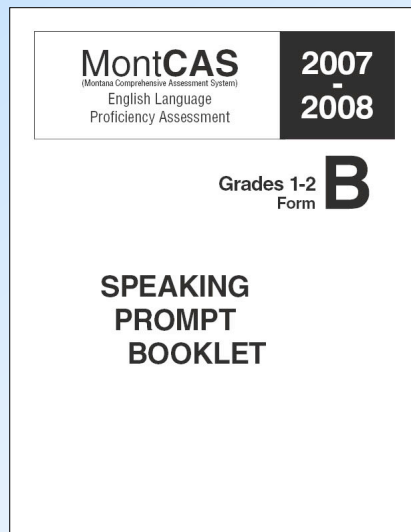 MontCAS
(Montana Comprehensive Assessment System)
English Language
Proficiency Assessment
2007
-
2008
Grades 1-2
Form
B
SPEAKING
PROMPT
BOOKLET